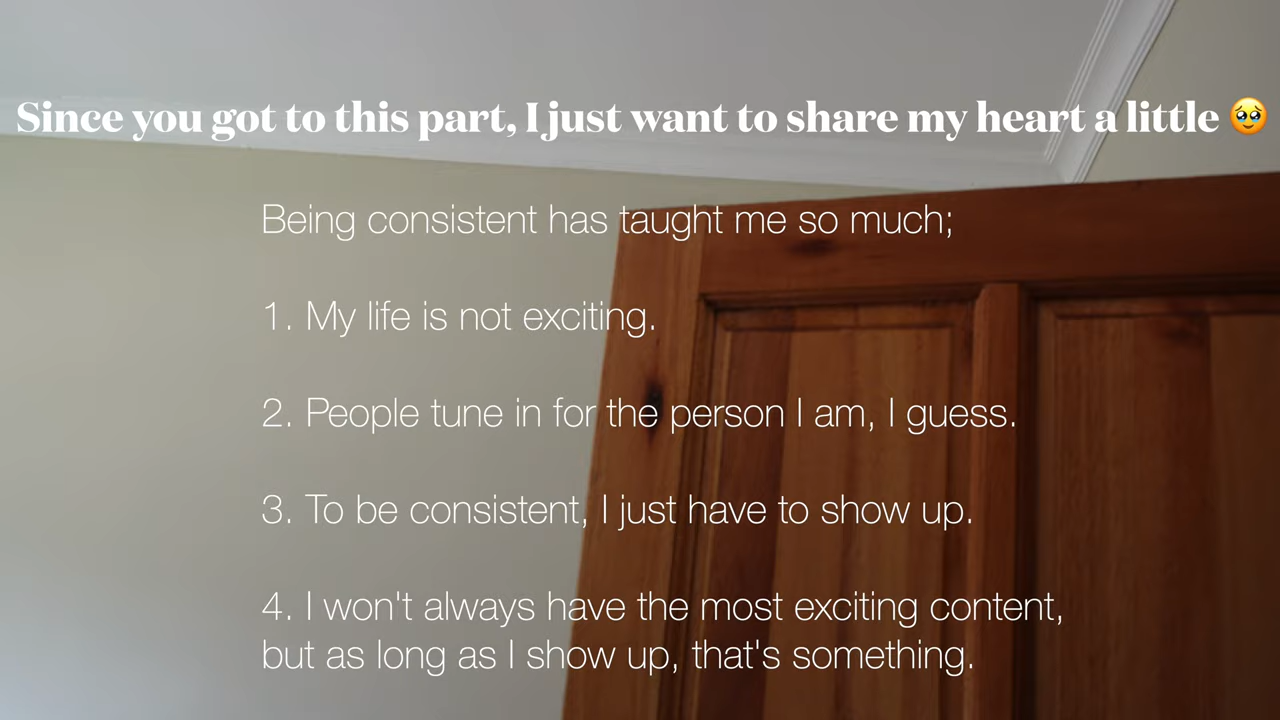 Since you got to this part, I just want to share my heart a little 🥹
Being consistent has taught me so much;
1. My life is not exciting.
2. People tune in for the person I am, I guess.
3. To be consistent, I just have to show up.
4. I won't always have the most exciting content,
but as long as I show up, that's something.